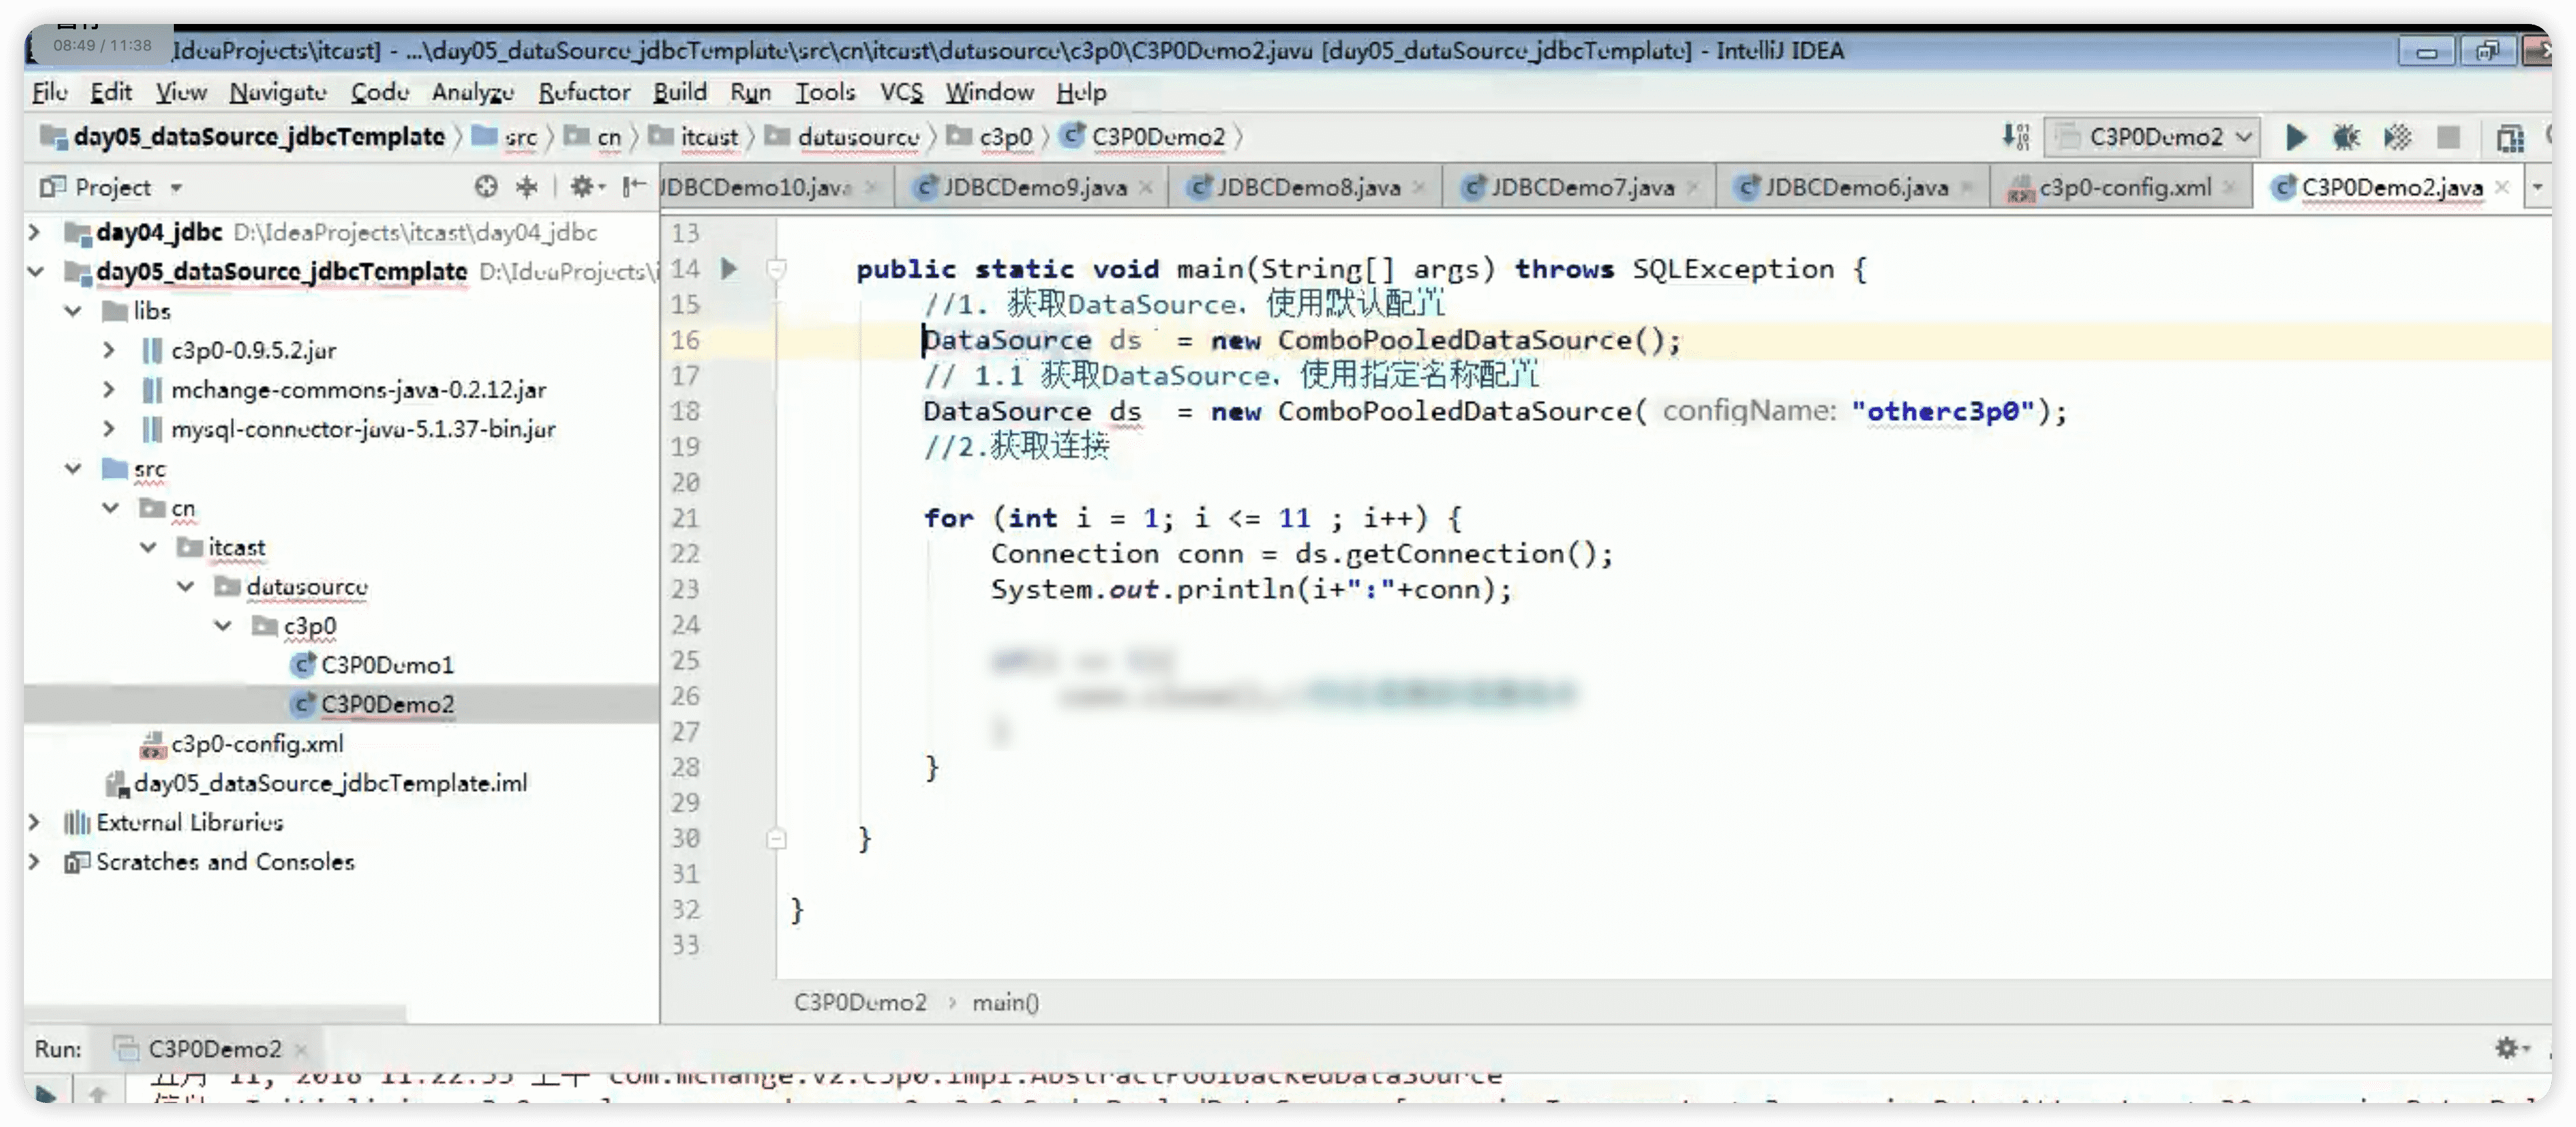 08:49 / 11:38
IdeaProjects\itcast] - ...\day05_dataSource_jdbcTemplate\src\cn\itcast\datasource\c3p0\C3P0Demo2.java [day05_dataSource_jdbcTemplate] - IntelliJ IDEA
File Edit View Navigate Code Analyze Refactor Build Run Tools VCS Window Help
day05_dataSource_jdbcTemplate src cn itcast datasource c3p0 C3P0Demo2 C3P0Demo2
Project JDBCDemo10.java JDBCDemo9.java JDBCDemo8.java JDBCDemo7.java JDBCDemo6.java c3p0-config.xml C3P0Demo2.java
day04_jdbc D:\IdeaProjects\itcast\day04_jdbc
day05_dataSource_jdbcTemplate D:\IdeaProjects\i
libs
c3p0-0.9.5.2.jar
mchange-commons-java-0.2.12.jar
mysql-connector-java-5.1.37-bin.jar
src
cn
itcast
datasource
c3p0
C3P0Demo1
C3P0Demo2
c3p0-config.xml
day05_dataSource_jdbcTemplate.iml
External Libraries
Scratches and Consoles
13
14 public static void main(String[] args) throws SQLException {
15 //1. 获取DataSource，使用默认配置
16 DataSource ds = new ComboPooledDataSource();
17 // 1.1 获取DataSource，使用指定名称配置
18 DataSource ds = new ComboPooledDataSource( configName: "otherc3p0");
19 //2.获取连接
20
21 for (int i = 1; i <= 11 ; i++) {
22 Connection conn = ds.getConnection();
23 System.out.println(i+":"+conn);
24
25
26
27
28 }
29
30 }
31
32 }
33
C3P0Demo2 > main()
Run: C3P0Demo2
五月 11, 2018 11:22:55 上午 com.mchange.v2.c3p0.impl.AbstractPoolBackedDataSource